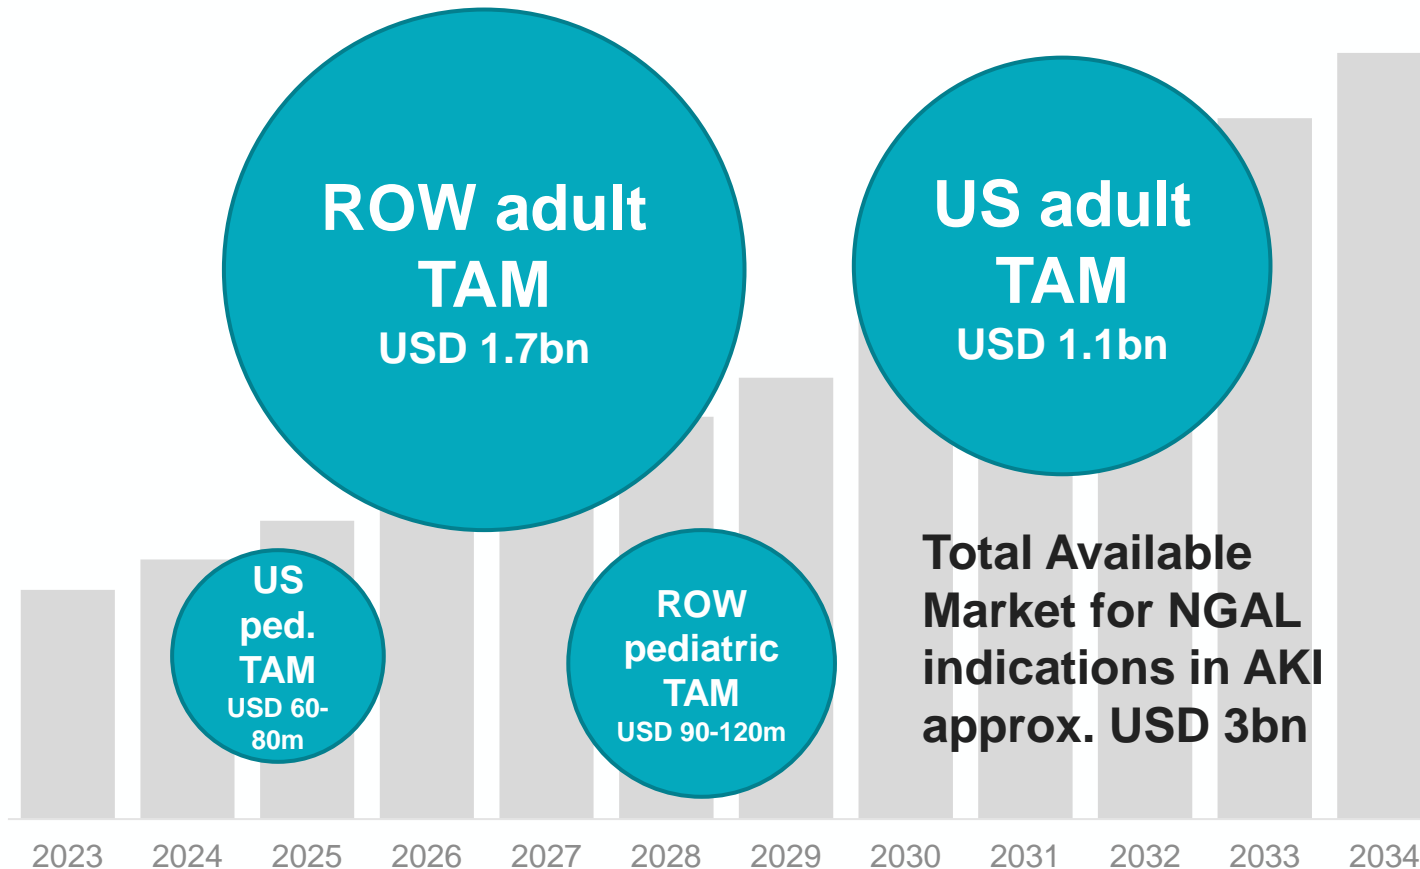 ROW adult
TAM
USD 1.7bn
US adult
TAM
USD 1.1bn
US
ped.
TAM
USD 60-
80m
ROW
pediatric
TAM
USD 90-120m
Total Available
Market for NGAL
indications in AKI
approx. USD 3bn
2023 2024 2025 2026 2027 2028 2029 2030 2031 2032 2033 2034